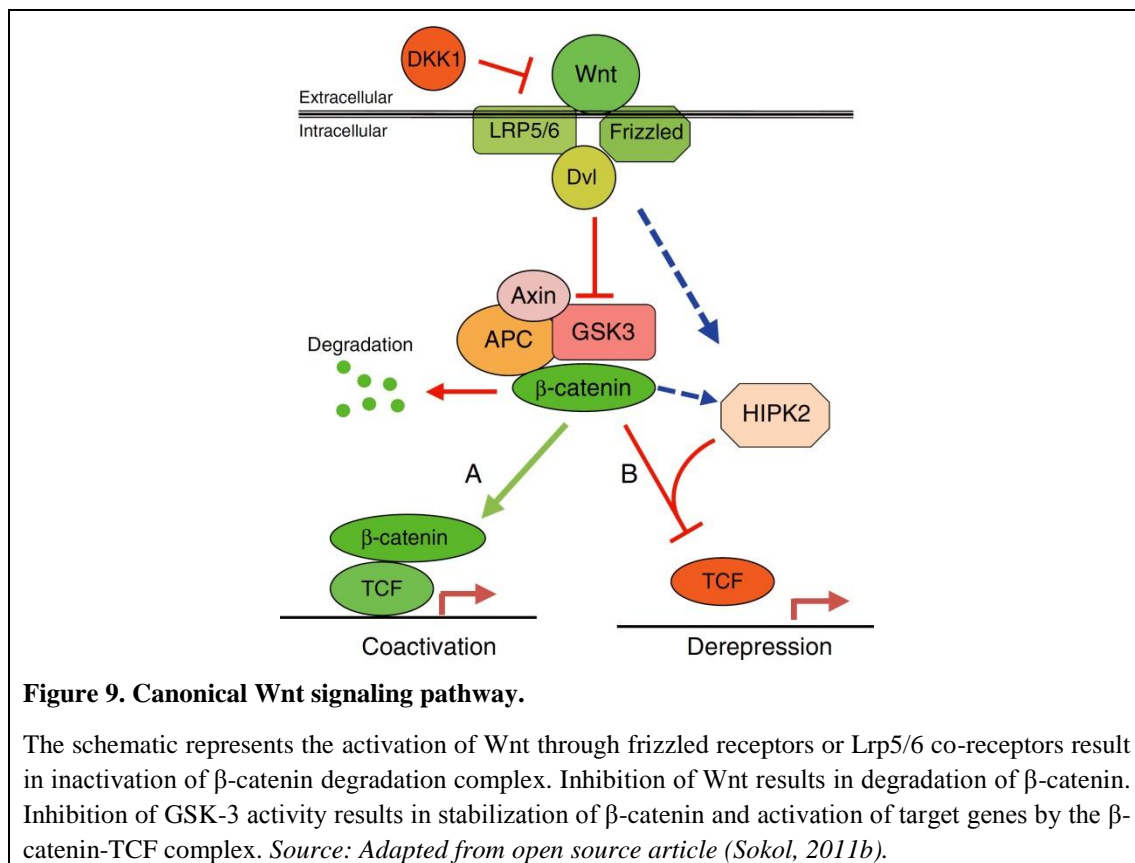 DKK1
Wnt
Extracellular
Intracellular
LRP5/6
Frizzled
Dvl
Axin
APC
GSK3
Degradation
β-catenin
HIPK2
A
B
β-catenin
TCF
TCF
Coactivation
Derepression
Figure 9. Canonical Wnt signaling pathway.
The schematic represents the activation of Wnt through frizzled receptors or Lrp5/6 co-receptors result
in inactivation of β-catenin degradation complex. Inhibition of Wnt results in degradation of β-catenin.
Inhibition of GSK-3 activity results in stabilization of β-catenin and activation of target genes by the β-
catenin-TCF complex. Source: Adapted from open source article (Sokol, 2011b).